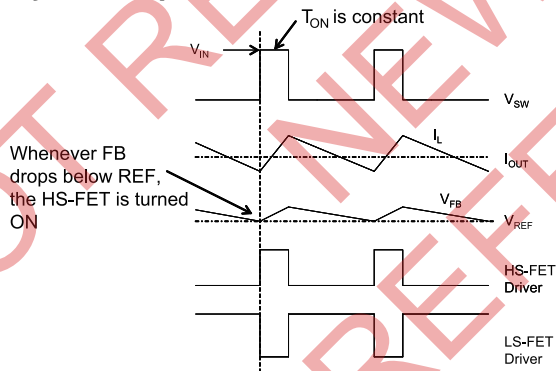 T_ON is constant
V_IN
V_SW
I_L
I_OUT
Whenever FB
drops below REF,
the HS-FET is turned
ON
V_FB
V_REF
HS-FET
Driver
LS-FET
Driver